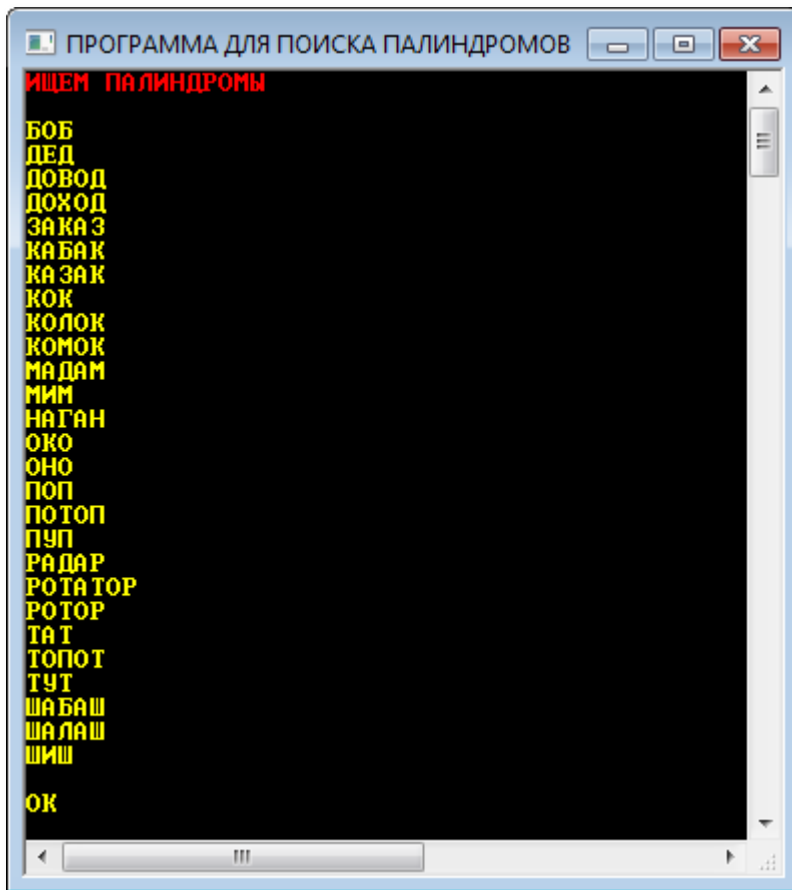 ПРОГРАММА ДЛЯ ПОИСКА ПАЛИНДРОМОВ
ИЩЕМ ПАЛИНДРОМЫ
БОБ
ДЕД
ДОВОД
ДОХОД
ЗАКАЗ
КАБАК
КАЗАК
КОК
КОЛОК
КОМОК
МАДАМ
МИМ
НАГАН
ОКО
ОНО
ПОП
ПОТОП
ПУП
РАДАР
РОТАТОР
РОТОР
ТАТ
ТОПОТ
ТУТ
ШАБАШ
ШАЛАШ
ШИШ
ОК